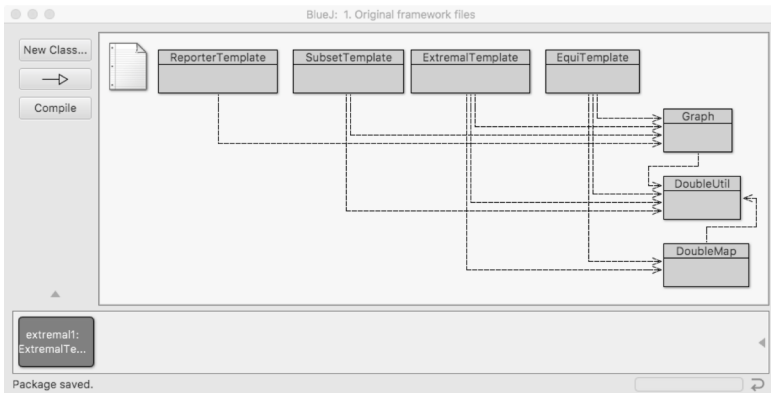 BlueJ: 1. Original framework files
New Class...
Compile
ReporterTemplate
SubsetTemplate
ExtremalTemplate
EquiTemplate
Graph
DoubleUtil
DoubleMap
extremal1:
ExtremalTe...
Package saved.